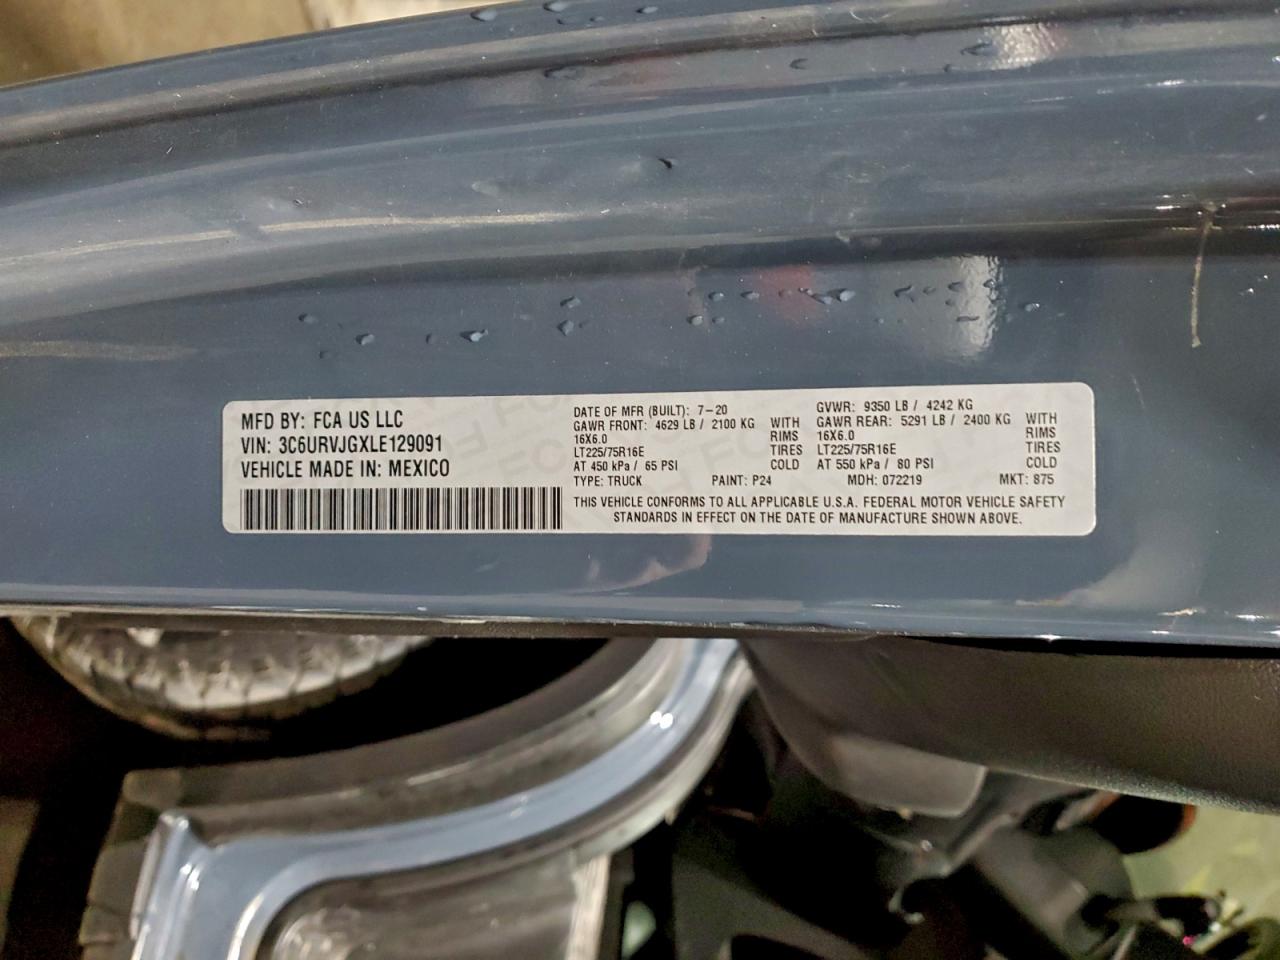 MFD BY: FCA US LLC
VIN: 3C6URVJGXLE129091
VEHICLE MADE IN: MEXICO
DATE OF MFR (BUILT): 7-20
GAWR FRONT: 4629 LB / 2100 KG WITH
16X6.0 RIMS
LT225/75R16E TIRES
AT 450 kPa / 65 PSI COLD
GVWR: 9350 LB / 4242 KG
GAWR REAR: 5291 LB / 2400 KG WITH
16X6.0 RIMS
LT225/75R16E TIRES
AT 550 kPa / 80 PSI COLD
TYPE: TRUCK PAINT: P24 MDH: 072219 MKT: 875
THIS VEHICLE CONFORMS TO ALL APPLICABLE U.S.A. FEDERAL MOTOR VEHICLE SAFETY
STANDARDS IN EFFECT ON THE DATE OF MANUFACTURE SHOWN ABOVE.